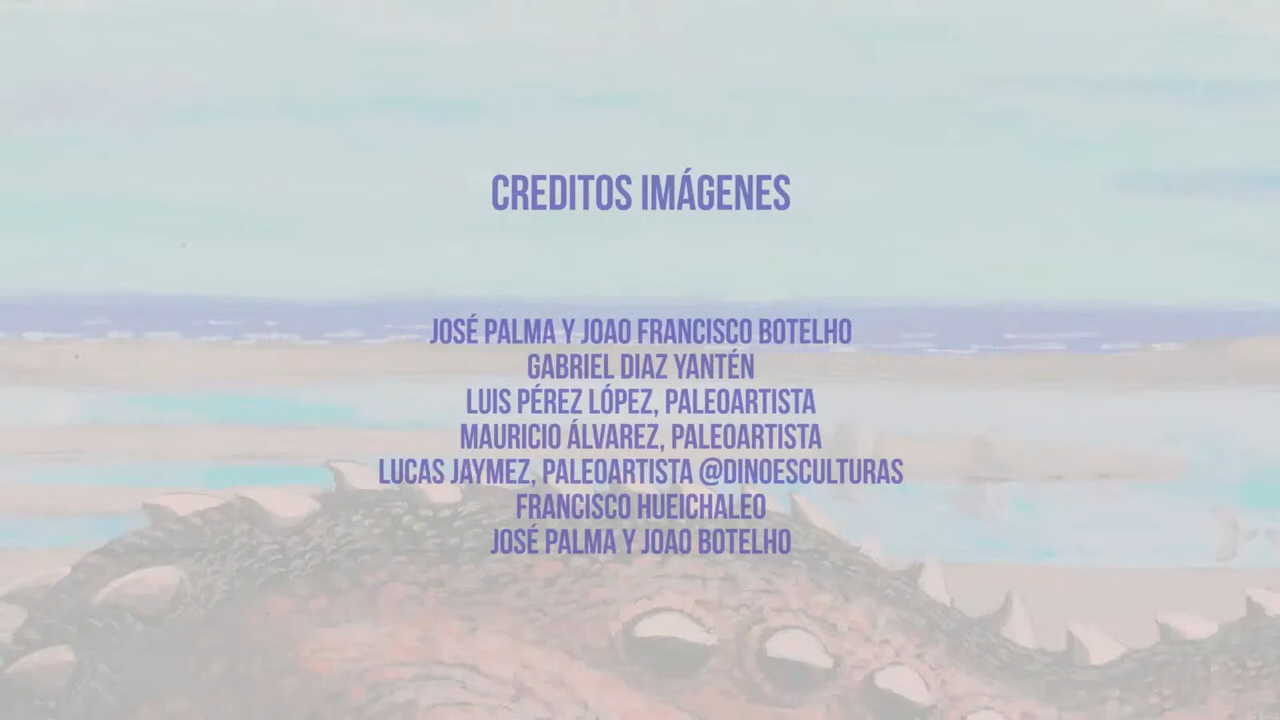 CREDITOS IMÁGENES
JOSÉ PALMA Y JOAO FRANCISCO BOTELHO
GABRIEL DIAZ YANTÉN
LUIS PÉREZ LÓPEZ, PALEOARTISTA
MAURICIO ÁLVAREZ, PALEOARTISTA
LUCAS JAYMEZ, PALEOARTISTA @DINOESCULTURAS
FRANCISCO HUEICHALEO
JOSÉ PALMA Y JOAO BOTELHO